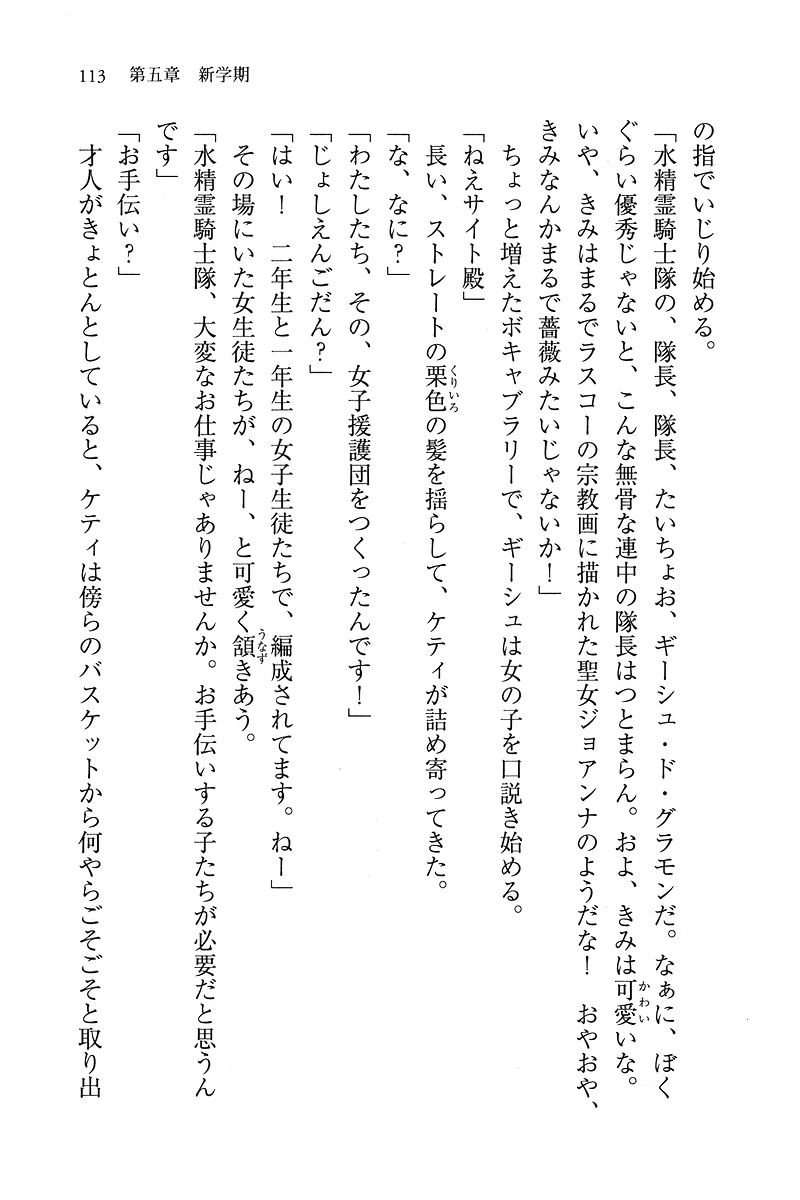 113　第五章　新学期
の指でいじり始める。
「水精霊騎士隊の、隊長、隊長、たいちょお、ギーシュ・ド・グラモンだ。なぁに、ぼく
ぐらい優秀じゃないと、こんな無骨な連中の隊長はつとまらん。およ、きみは可愛いな。
かわい
いや、きみはまるでラスコーの宗教画に描かれた聖女ジョアンナのようだな！　おやおや、
きみなんかまるで薔薇みたいじゃないか！」
ちょっと増えたボキャブラリーで、ギーシュは女の子を口説き始める。
「ねえサイト殿」
長い、ストレートの栗色の髪を揺らして、ケティが詰め寄ってきた。
くりいろ
「な、なに？」
「わたしたち、その、女子援護団をつくったんです！」
「じょしえんごだん？」
「はい！　二年生と一年生の女子生徒たちで、編成されてます。ねー」
その場にいた女生徒たちが、ねー、と可愛く頷きあう。
うなず
「水精霊騎士隊、大変なお仕事じゃありませんか。お手伝いする子たちが必要だと思うん
です」
「お手伝い？」
才人がきょとんとしていると、ケティは傍らのバスケットから何やらごそごそと取り出